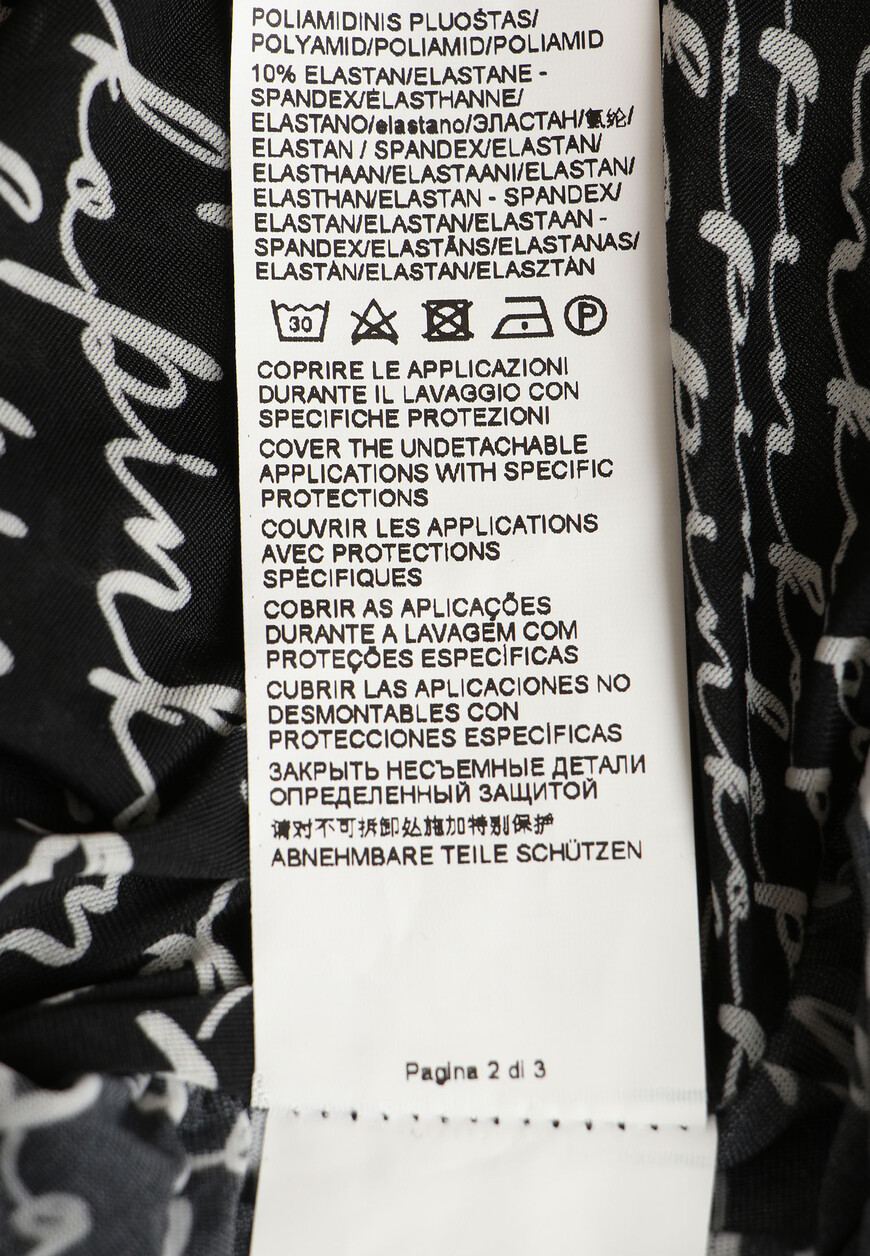 POLIAMIDINIS PLUOŠTAS/
POLYAMID/POLIAMID/POLIAMID
10% ELASTAN/ELASTANE -
SPANDEX/ÉLASTHANNE/
ELASTANO/elastano/ЭЛАСТАН/氨纶/
ELASTAN / SPANDEX/ELASTAN/
ELASTHAAN/ELASTAANI/ELASTAN/
ELASTHAN/ELASTAN - SPANDEX/
ELASTAN/ELASTAN/ELASTAAN -
SPANDEX/ELASTĀNS/ELASTANAS/
ELASTÀN/ELASTAN/ELASZTÁN
30 P
COPRIRE LE APPLICAZIONI
DURANTE IL LAVAGGIO CON
SPECIFICHE PROTEZIONI
COVER THE UNDETACHABLE
APPLICATIONS WITH SPECIFIC
PROTECTIONS
COUVRIR LES APPLICATIONS
AVEC PROTECTIONS
SPÉCIFIQUES
COBRIR AS APLICAÇÕES
DURANTE A LAVAGEM COM
PROTEÇÕES ESPECÍFICAS
CUBRIR LAS APLICACIONES NO
DESMONTABLES CON
PROTECCIONES ESPECÍFICAS
ЗАКРЫТЬ НЕСЪЕМНЫЕ ДЕТАЛИ
ОПРЕДЕЛЕННЫЙ ЗАЩИТОЙ
请对不可拆卸处施加特别保护
ABNEHMBARE TEILE SCHÜTZEN
Pagina 2 di 3